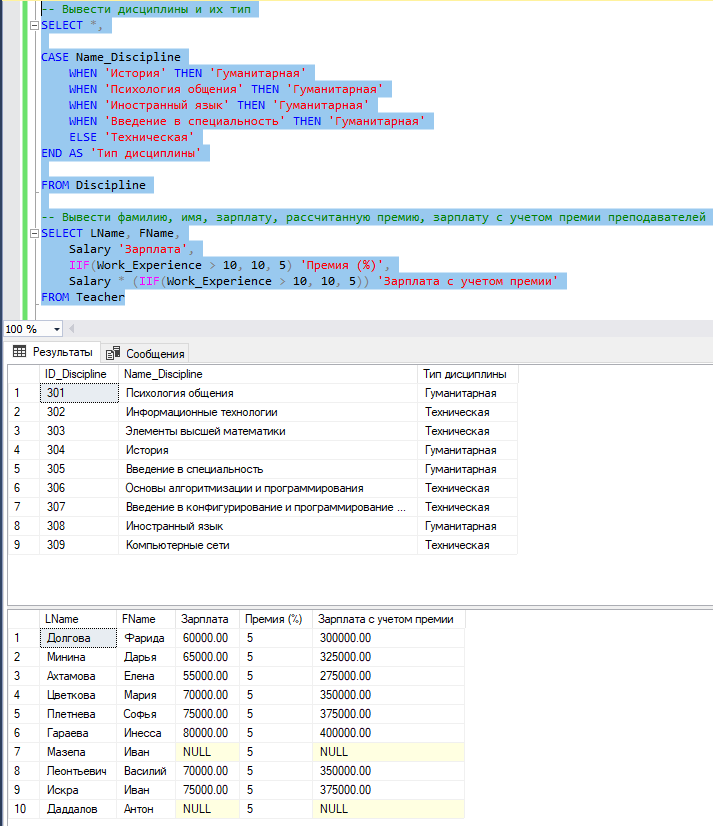 -- Вывести дисциплины и их тип
SELECT *,
CASE Name_Discipline
WHEN 'История' THEN 'Гуманитарная'
WHEN 'Психология общения' THEN 'Гуманитарная'
WHEN 'Иностранный язык' THEN 'Гуманитарная'
WHEN 'Введение в специальность' THEN 'Гуманитарная'
ELSE 'Техническая'
END AS 'Тип дисциплины'
FROM Discipline
-- Вывести фамилию, имя, зарплату, рассчитанную премию, зарплату с учетом премии преподавателей
SELECT LName, FName,
Salary 'Зарплата',
IIF(Work_Experience > 10, 10, 5) 'Премия (%)',
Salary * (IIF(Work_Experience > 10, 10, 5)) 'Зарплата с учетом премии'
FROM Teacher
100 %
Результаты Сообщения
ID_Discipline Name_Discipline Тип дисциплины
1 301 Психология общения Гуманитарная
2 302 Информационные технологии Техническая
3 303 Элементы высшей математики Техническая
4 304 История Гуманитарная
5 305 Введение в специальность Гуманитарная
6 306 Основы алгоритмизации и программирования Техническая
7 307 Введение в конфигурирование и программирование ... Техническая
8 308 Иностранный язык Гуманитарная
9 309 Компьютерные сети Техническая
LName FName Зарплата Премия (%) Зарплата с учетом премии
1 Долгова Фарида 60000.00 5 300000.00
2 Минина Дарья 65000.00 5 325000.00
3 Ахтамова Елена 55000.00 5 275000.00
4 Цветкова Мария 70000.00 5 350000.00
5 Плетнева Софья 75000.00 5 375000.00
6 Гараева Инесса 80000.00 5 400000.00
7 Мазепа Иван NULL 5 NULL
8 Леонтьевич Василий 70000.00 5 350000.00
9 Искра Иван 75000.00 5 375000.00
10 Даддалов Антон NULL 5 NULL